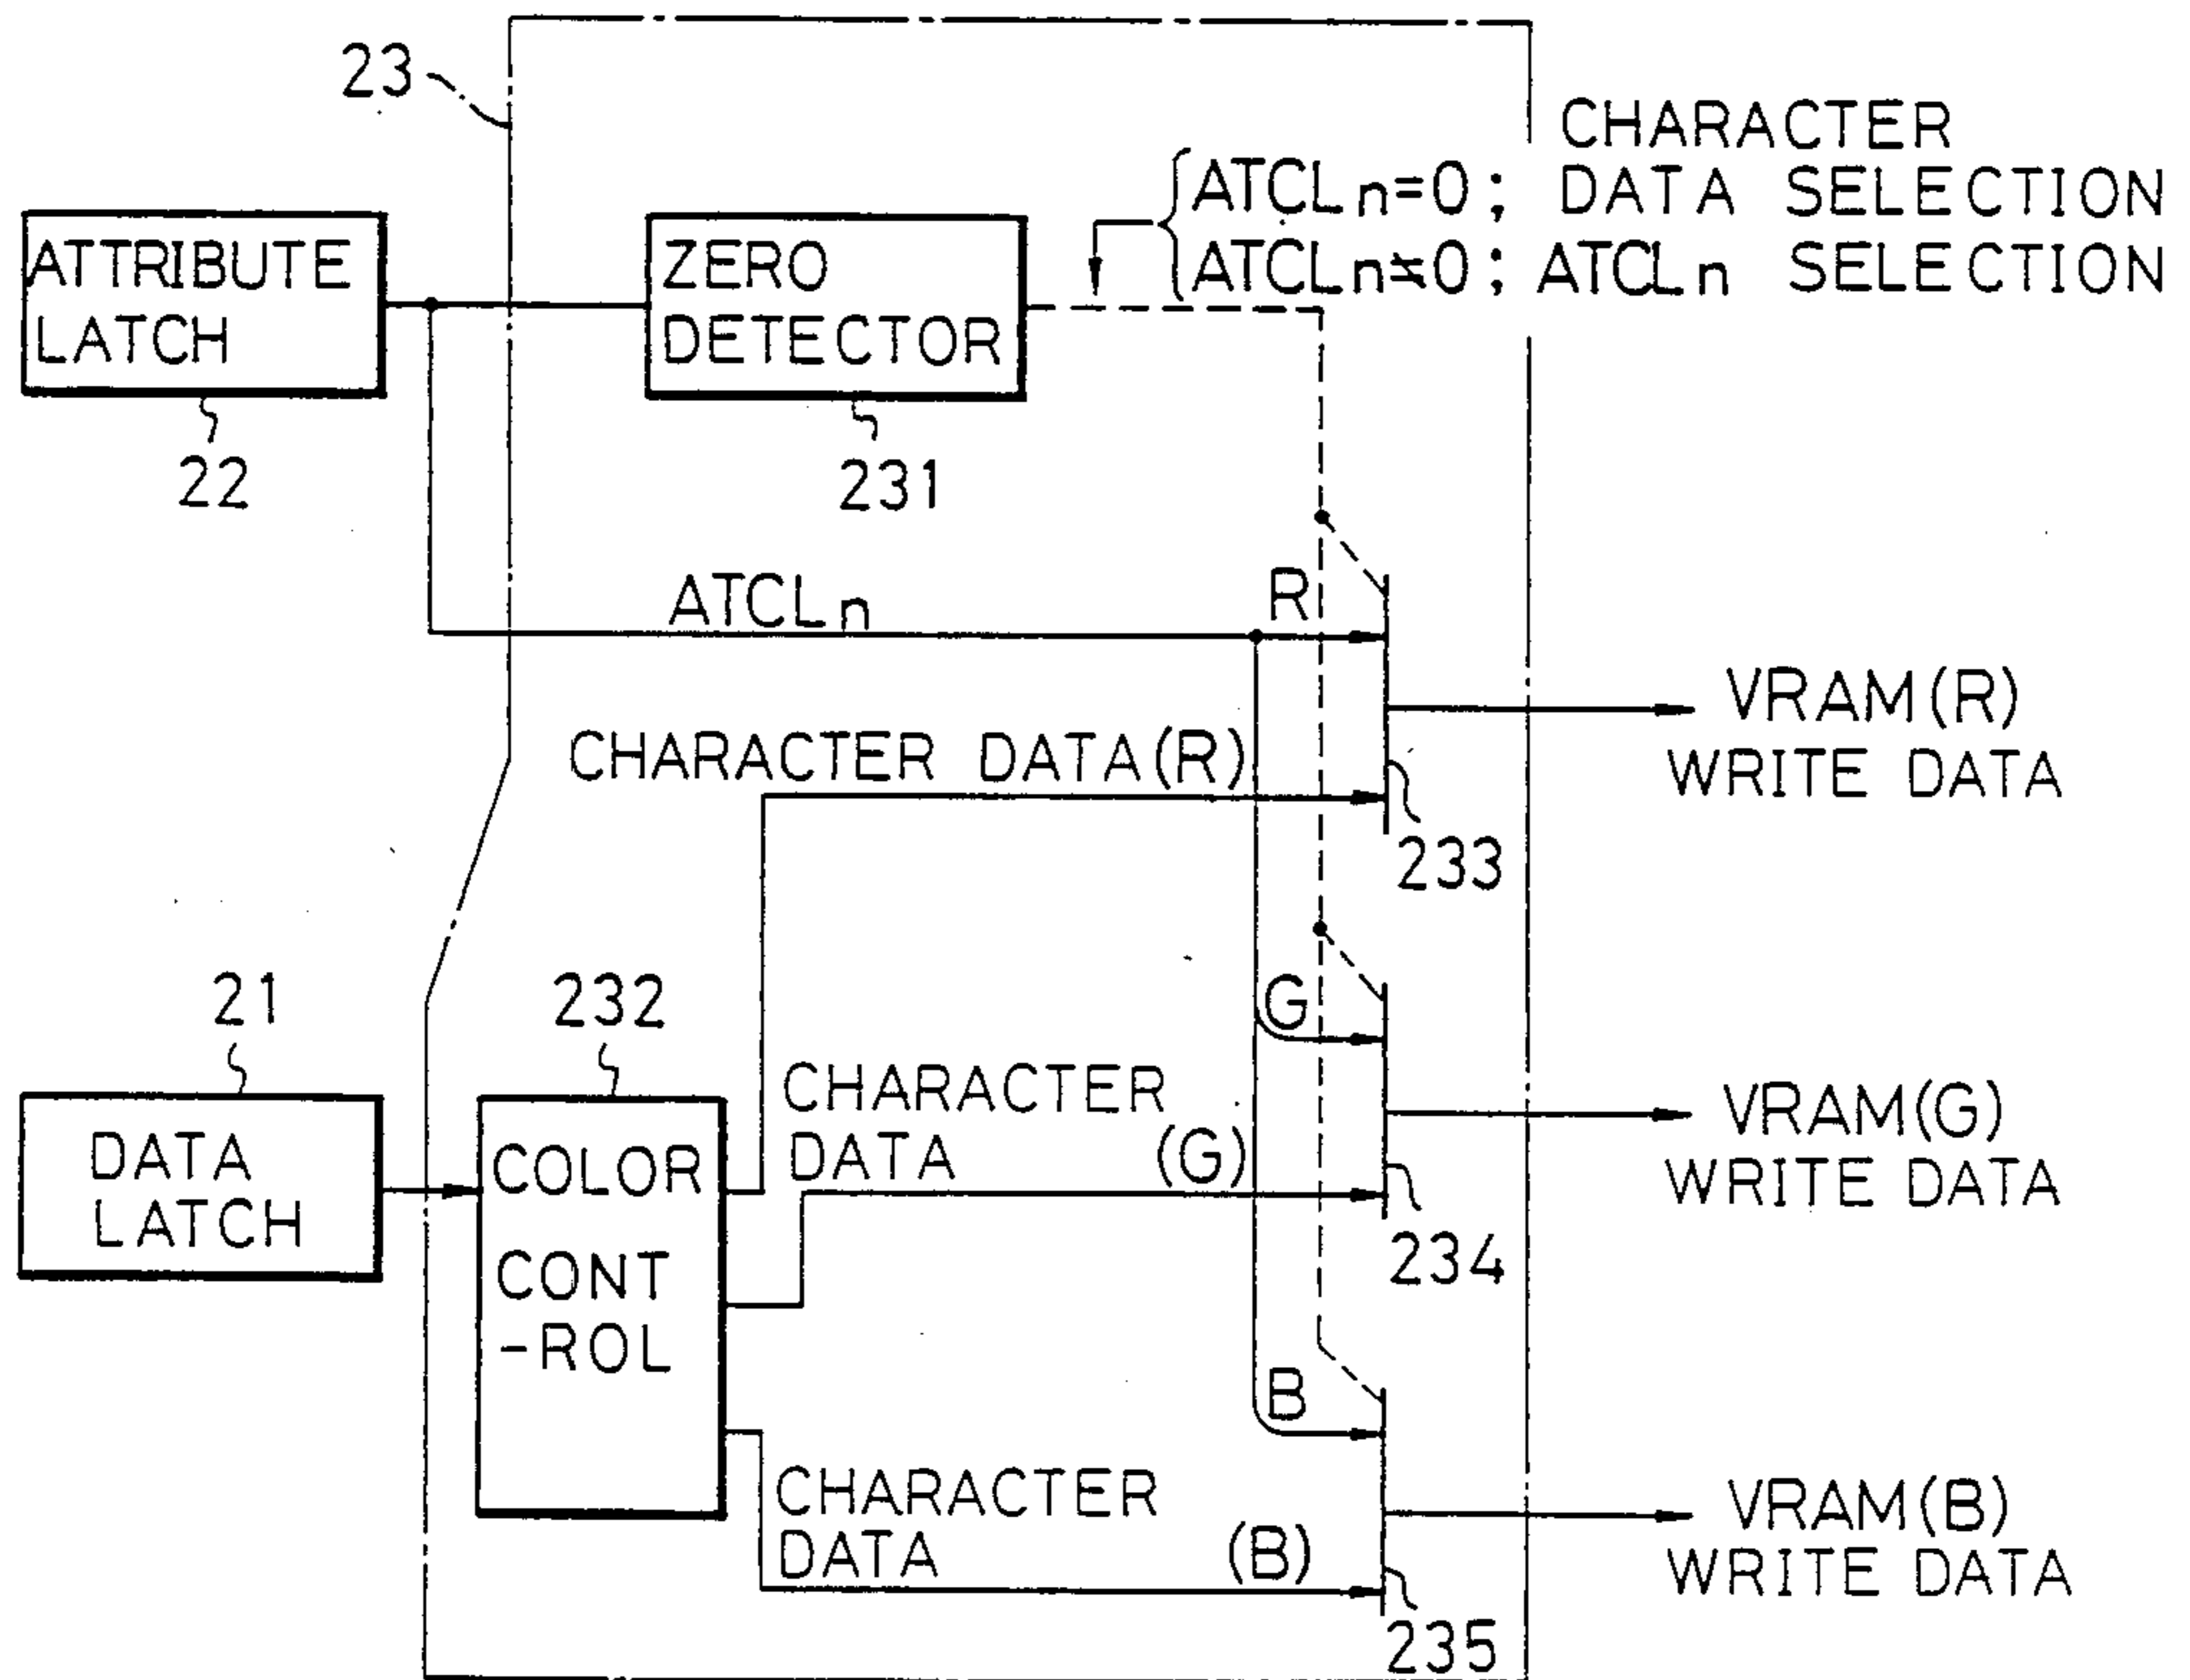 23
CHARACTER
ATCLn=0; DATA SELECTION
ATCLn≠0; ATCLn SELECTION
ATTRIBUTE
LATCH
22
ZERO
DETECTOR
231
ATCLn
R
VRAM(R)
WRITE DATA
CHARACTER DATA(R)
233
21
232
G
DATA
LATCH
COLOR
CONT
-ROL
CHARACTER
DATA (G)
VRAM(G)
WRITE DATA
234
B
CHARACTER
DATA (B)
VRAM(B)
WRITE DATA
235